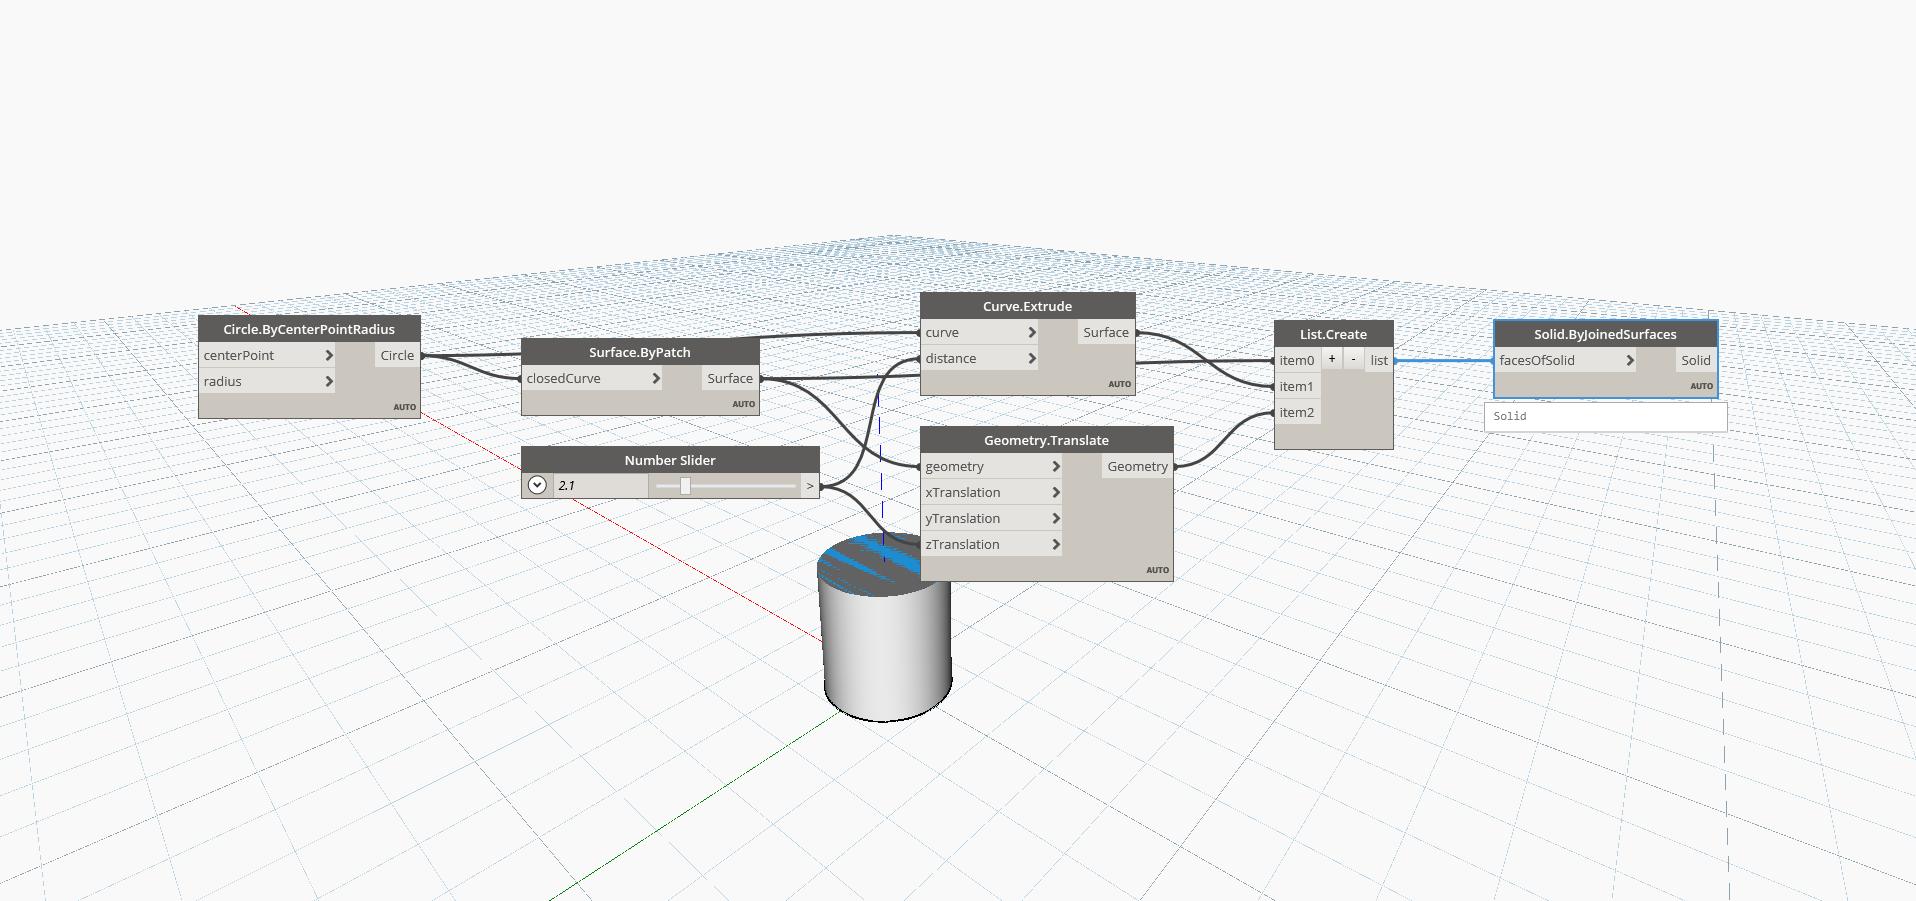 Circle.ByCenterPointRadius
centerPoint > Circle
radius >
AUTO
Surface.ByPatch
closedCurve > Surface
AUTO
Number Slider
2.1 >
Curve.Extrude
curve > Surface
distance >
AUTO
Geometry.Translate
geometry > Geometry
xTranslation >
yTranslation >
zTranslation >
AUTO
List.Create
item0 + - list
item1
item2
Solid.ByJoinedSurfaces
facesOfSolid > Solid
AUTO
Solid